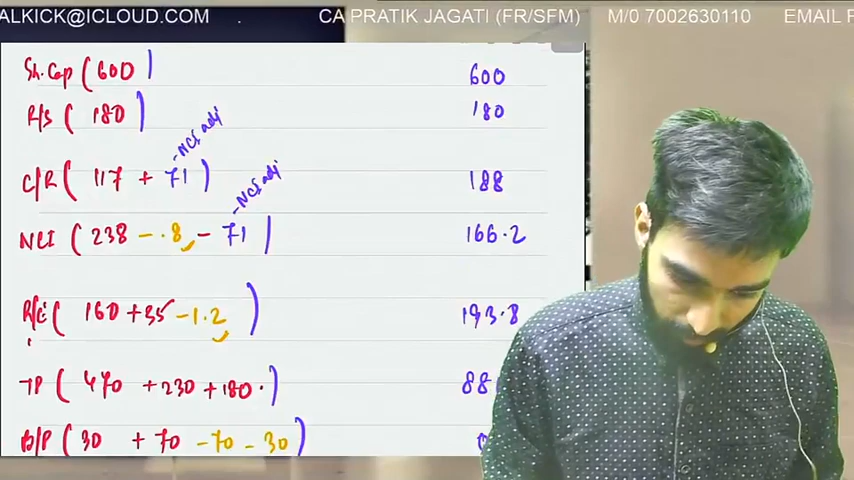 ALKICK@ICLOUD.COM . CA PRATIK JAGATI (FR/SFM) M/0 7002630110 EMAIL F
Sh.Cap (600) 600
R/S (180) 180
-NCI adj
C/R (117 + 71) 188
-NCI adj
NCI (238 - .8 - 71) 166.2
R/E (160 + 35 - 1.2) 193.8
TP (470 + 230 + 180.) 88
B/P (30 + 70 - 70 - 30)